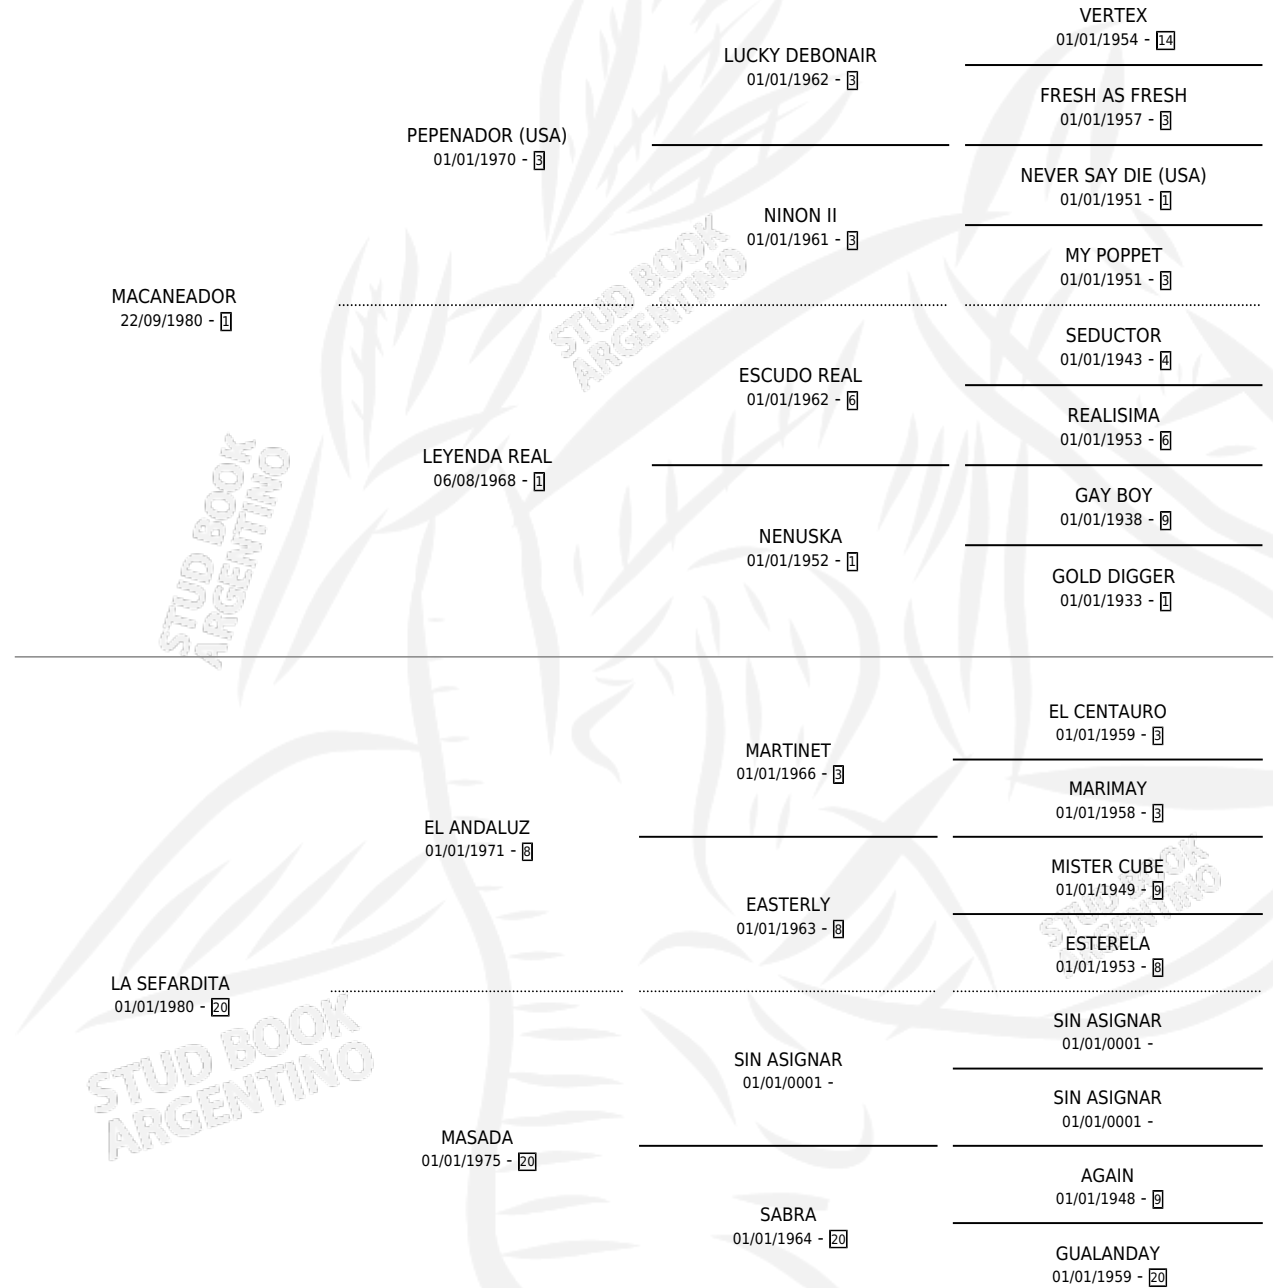 VERTEX
01/01/1954 - 14
LUCKY DEBONAIR
01/01/1962 - 3
FRESH AS FRESH
01/01/1957 - 3
PEPENADOR (USA)
01/01/1970 - 3
NEVER SAY DIE (USA)
01/01/1951 - 1
NINON II
01/01/1961 - 3
MY POPPET
01/01/1951 - 3
MACANEADOR
22/09/1980 - 1
SEDUCTOR
01/01/1943 - 4
ESCUDO REAL
01/01/1962 - 6
REALISIMA
01/01/1953 - 6
LEYENDA REAL
06/08/1968 - 1
GAY BOY
01/01/1938 - 9
NENUSKA
01/01/1952 - 1
GOLD DIGGER
01/01/1933 - 1
EL CENTAURO
01/01/1959 - 3
MARTINET
01/01/1966 - 3
MARIMAY
01/01/1958 - 3
EL ANDALUZ
01/01/1971 - 8
MISTER CUBE
01/01/1949 - 9
EASTERLY
01/01/1963 - 8
ESTERELA
01/01/1953 - 8
LA SEFARDITA
01/01/1980 - 20
SIN ASIGNAR
01/01/0001 -
SIN ASIGNAR
01/01/0001 -
SIN ASIGNAR
01/01/0001 -
MASADA
01/01/1975 - 20
AGAIN
01/01/1948 - 9
SABRA
01/01/1964 - 20
GUALANDAY
01/01/1959 - 20
STUD BOOK
ARGENTINO
STUD BOOK
ARGENTINO
STUD BOOK
ARGENTINO
STUD BOOK
ARGENTINO